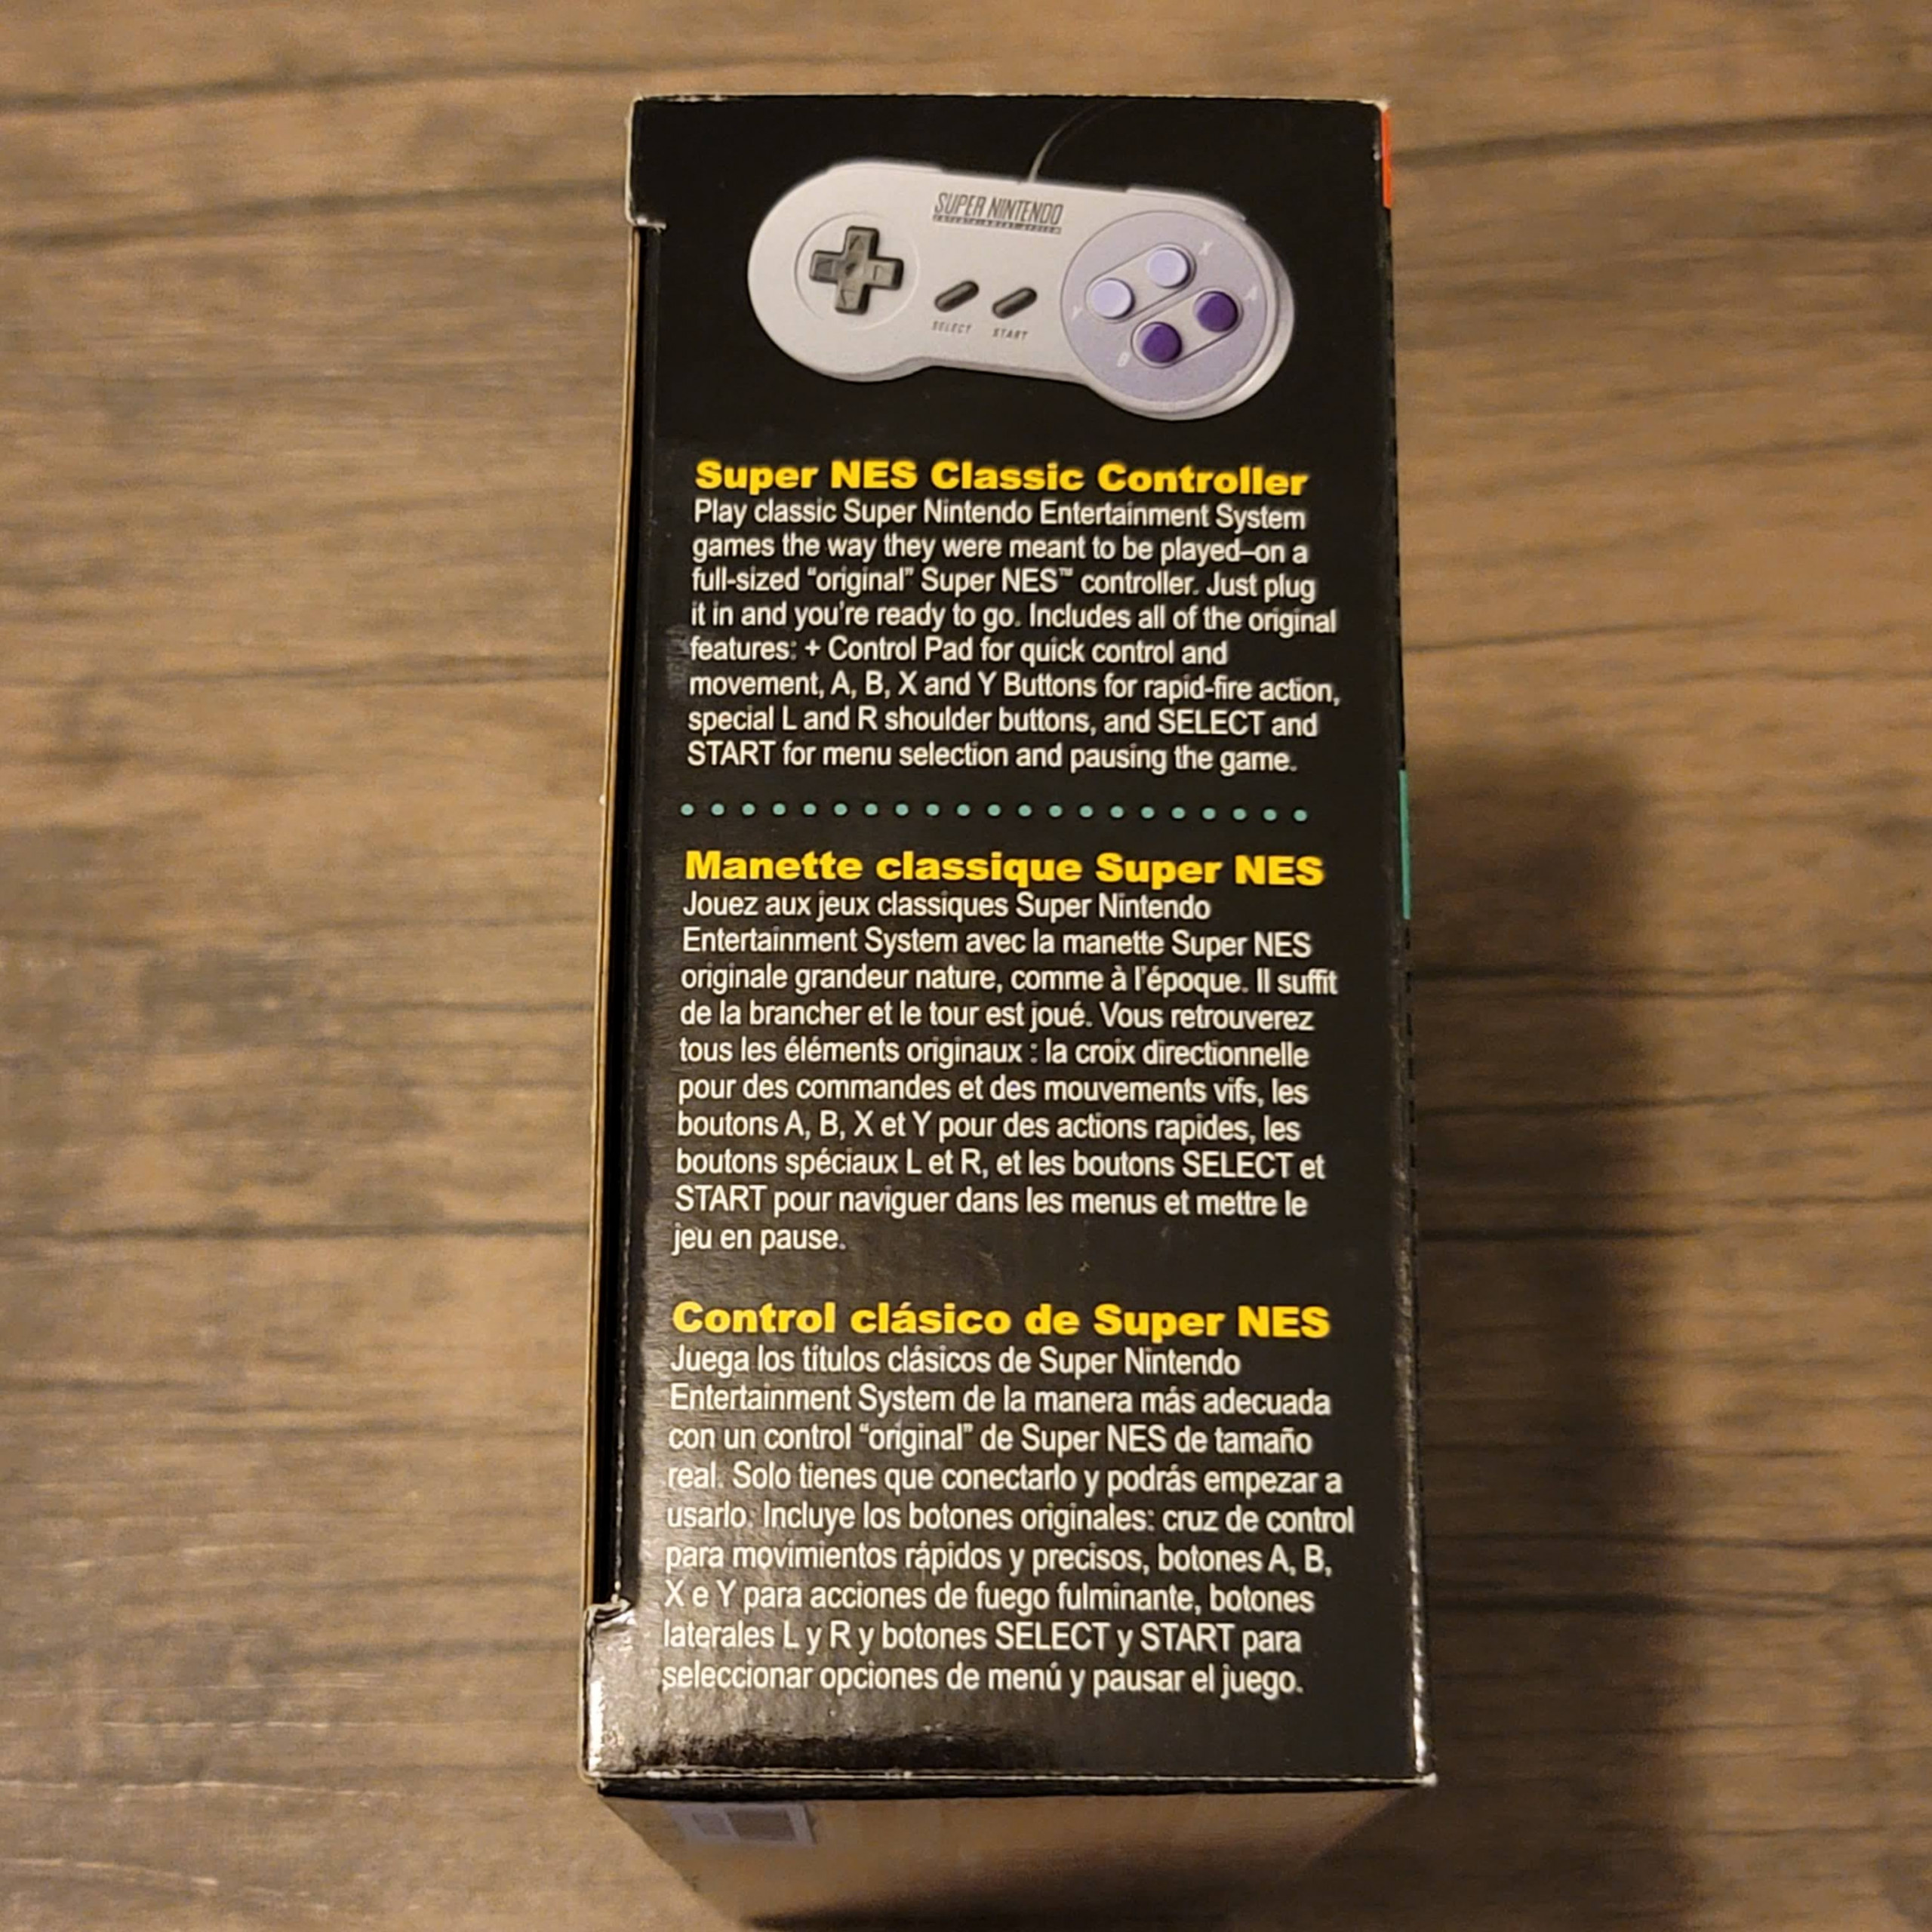 SUPER NINTENDO
ENTERTAINMENT SYSTEM
X
Y
A
B
SELECT START
Super NES Classic Controller
Play classic Super Nintendo Entertainment System
games the way they were meant to be played–on a
full-sized “original” Super NES™ controller. Just plug
it in and you’re ready to go. Includes all of the original
features: + Control Pad for quick control and
movement, A, B, X and Y Buttons for rapid-fire action,
special L and R shoulder buttons, and SELECT and
START for menu selection and pausing the game.
Manette classique Super NES
Jouez aux jeux classiques Super Nintendo
Entertainment System avec la manette Super NES
originale grandeur nature, comme à l’époque. Il suffit
de la brancher et le tour est joué. Vous retrouverez
tous les éléments originaux : la croix directionnelle
pour des commandes et des mouvements vifs, les
boutons A, B, X et Y pour des actions rapides, les
boutons spéciaux L et R, et les boutons SELECT et
START pour naviguer dans les menus et mettre le
jeu en pause.
Control clásico de Super NES
Juega los títulos clásicos de Super Nintendo
Entertainment System de la manera más adecuada
con un control “original” de Super NES de tamaño
real. Solo tienes que conectarlo y podrás empezar a
usarlo. Incluye los botones originales: cruz de control
para movimientos rápidos y precisos, botones A, B,
X e Y para acciones de fuego fulminante, botones
laterales L y R y botones SELECT y START para
seleccionar opciones de menú y pausar el juego.